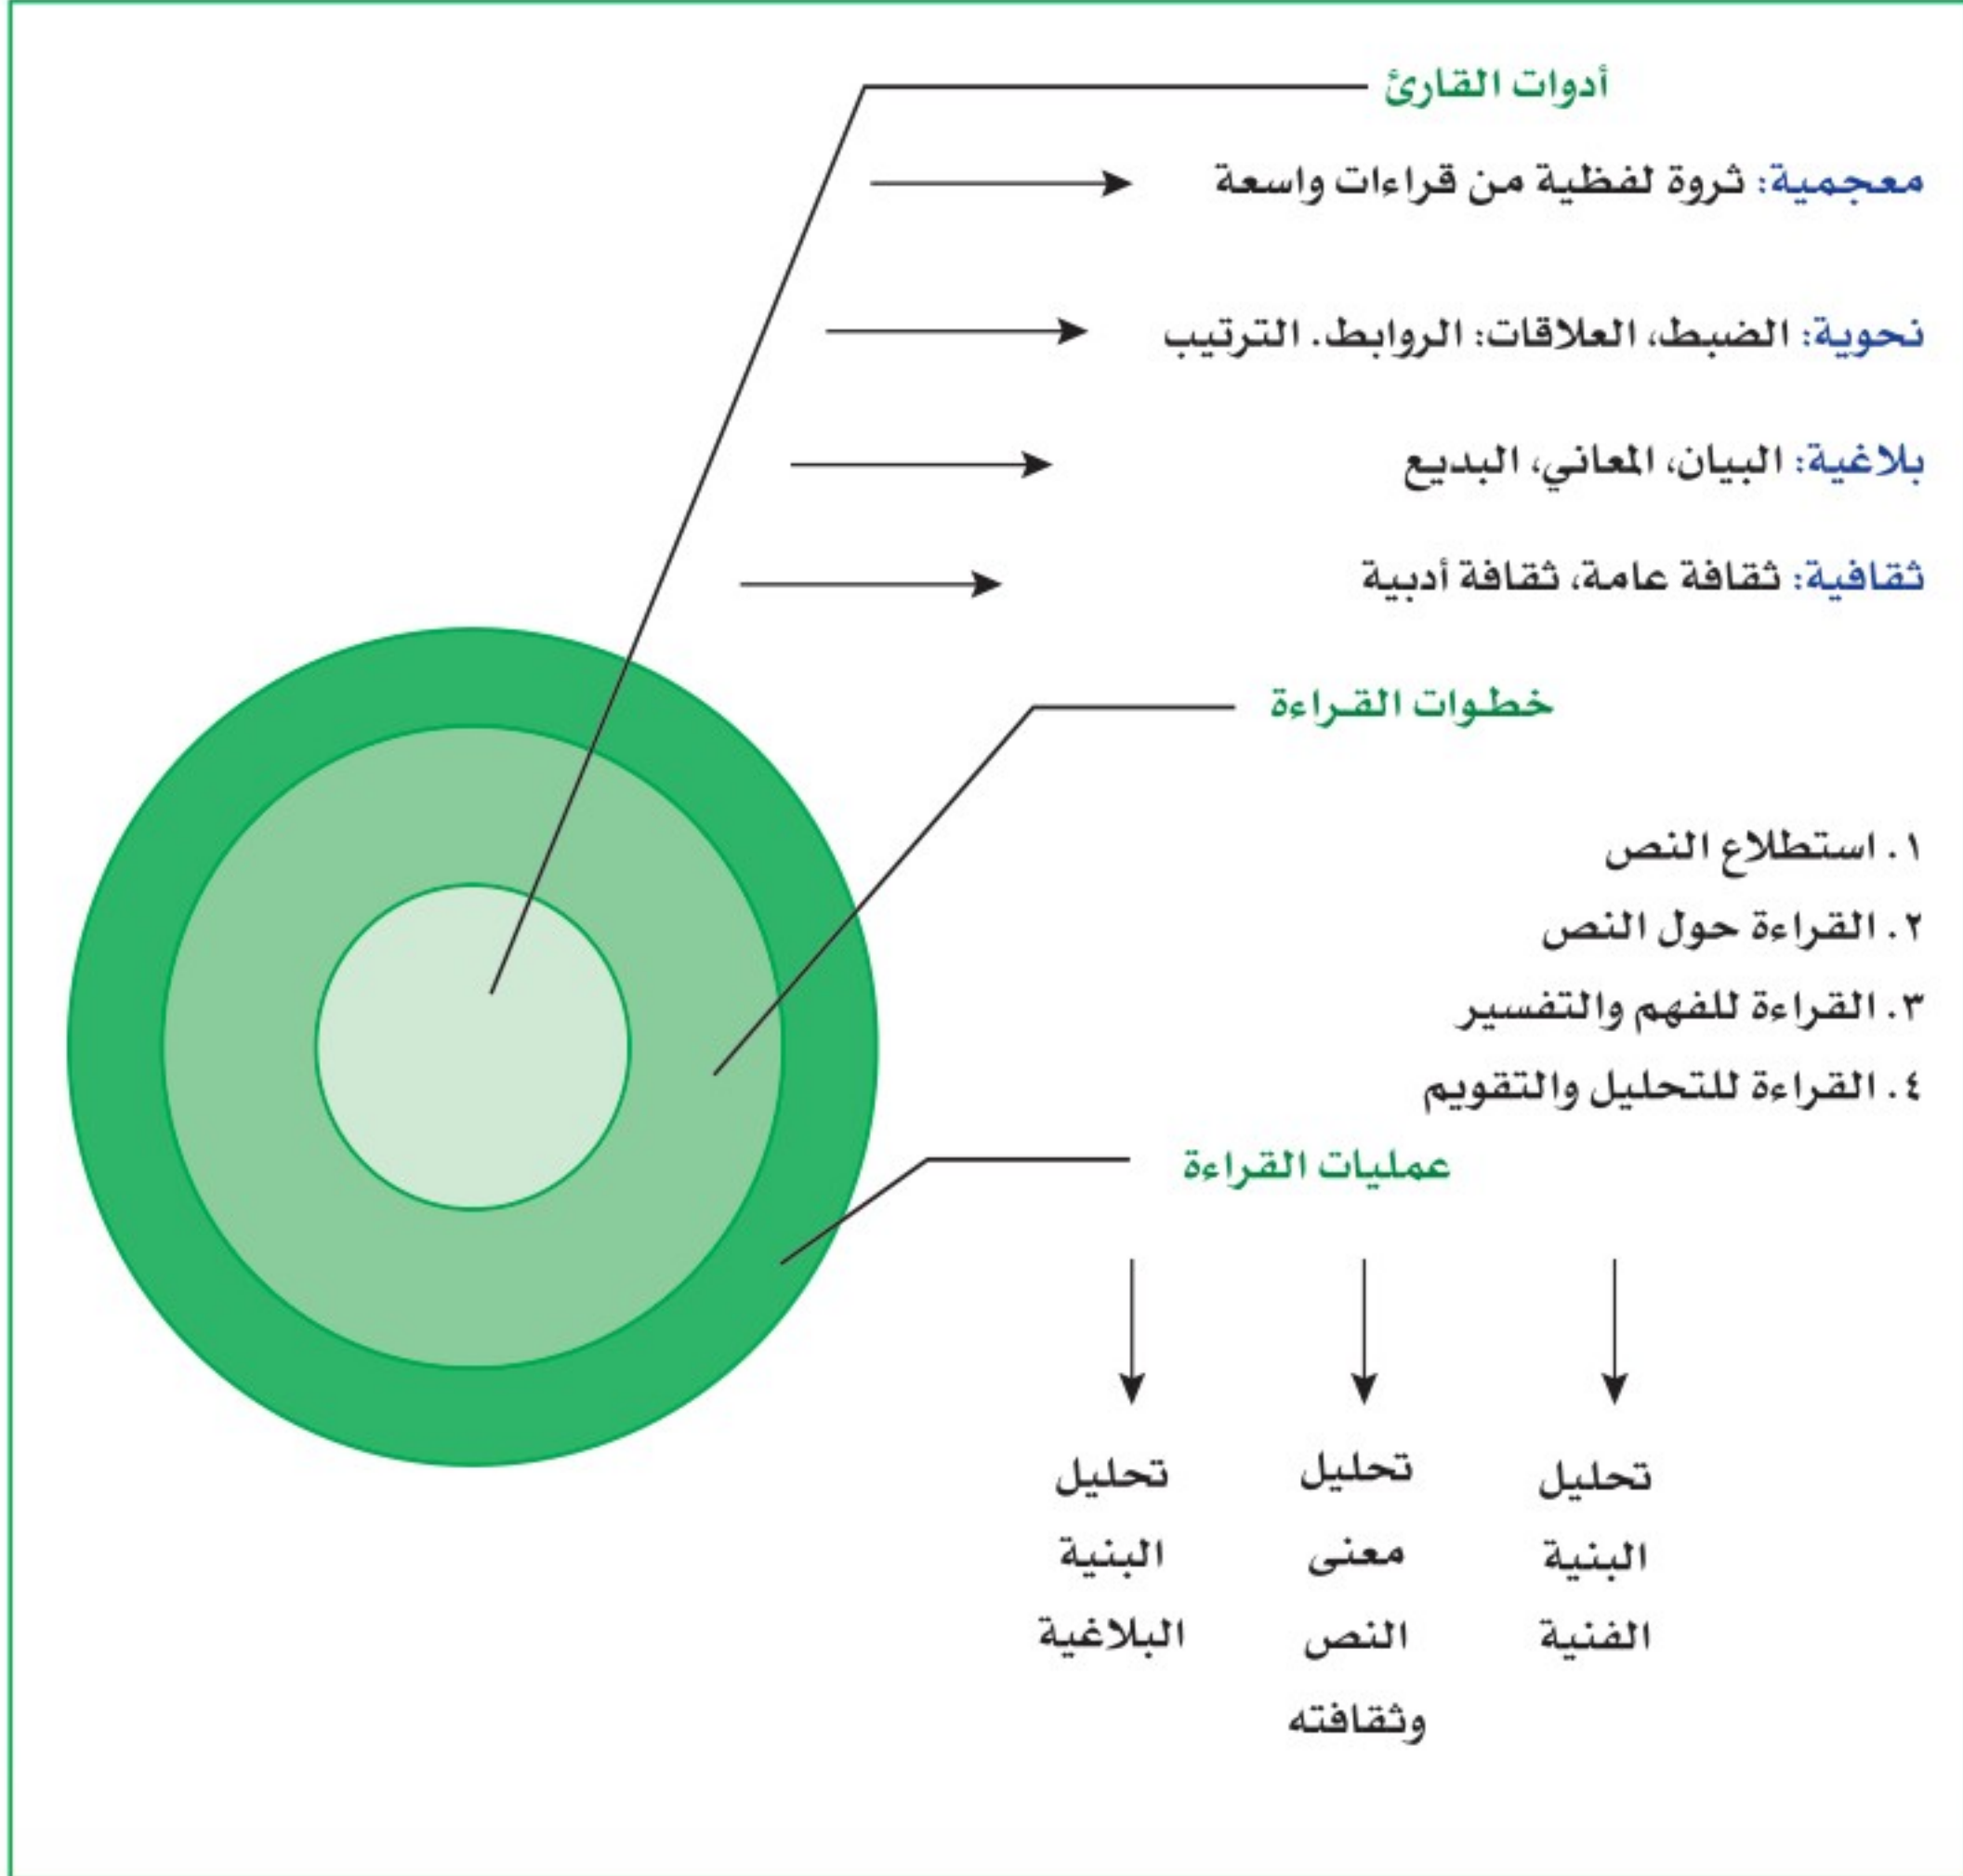 أدوات القارئ
معجمية: ثروة لفظية من قراءات واسعة
نحوية: الضبط، العلاقات: الروابط. الترتيب
بلاغية: البيان، المعاني، البديع
ثقافية: ثقافة عامة، ثقافة أدبية
خطوات القراءة
١. استطلاع النص
٢. القراءة حول النص
٣. القراءة للفهم والتفسير
٤. القراءة للتحليل والتقويم
عمليات القراءة
تحليل
البنية
الفنية
تحليل
معنى
النص
وثقافته
تحليل
البنية
البلاغية